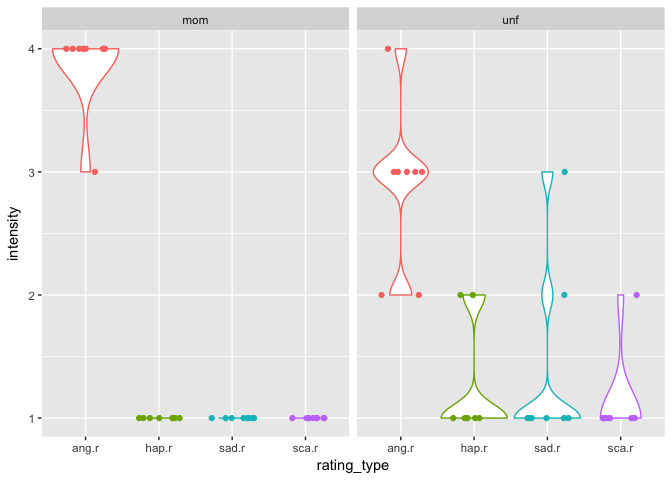 mom unf
4
3
2
1
intensity
ang.r hap.r sad.r sca.r ang.r hap.r sad.r sca.r
rating_type